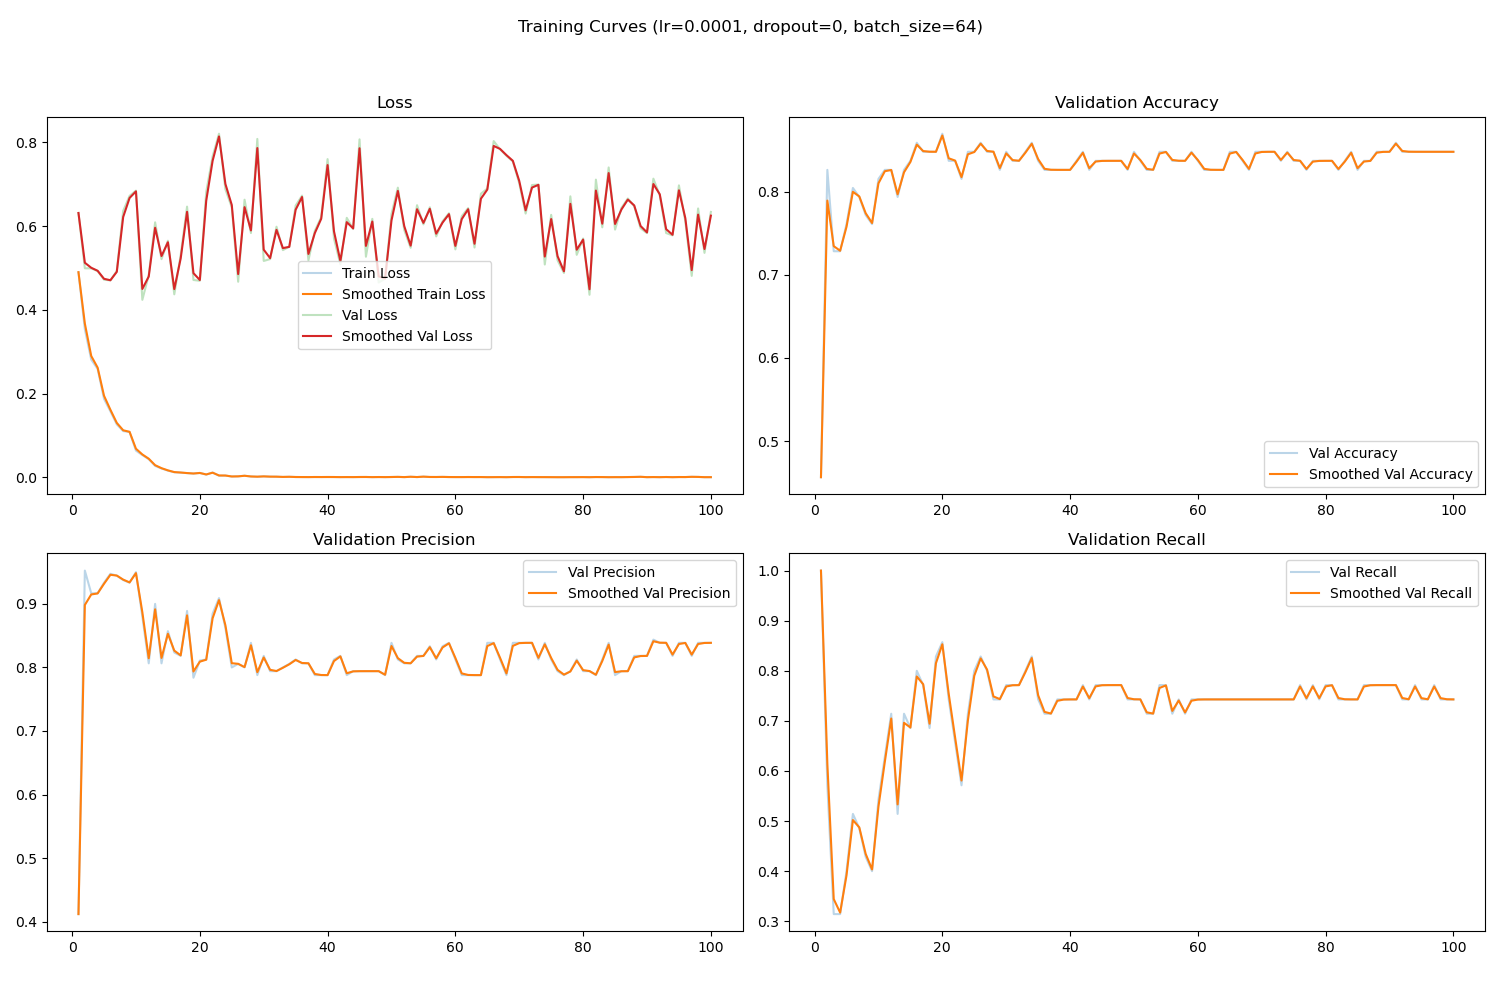 Training Curves (lr=0.0001, dropout=0, batch_size=64)
Loss
0.8
0.6
0.4
0.2
0.0
0 20 40 60 80 100
Train Loss
Smoothed Train Loss
Val Loss
Smoothed Val Loss
Validation Accuracy
0.8
0.7
0.6
0.5
0 20 40 60 80 100
Val Accuracy
Smoothed Val Accuracy
Validation Precision
0.9
0.8
0.7
0.6
0.5
0.4
0 20 40 60 80 100
Val Precision
Smoothed Val Precision
Validation Recall
1.0
0.9
0.8
0.7
0.6
0.5
0.4
0.3
0 20 40 60 80 100
Val Recall
Smoothed Val Recall